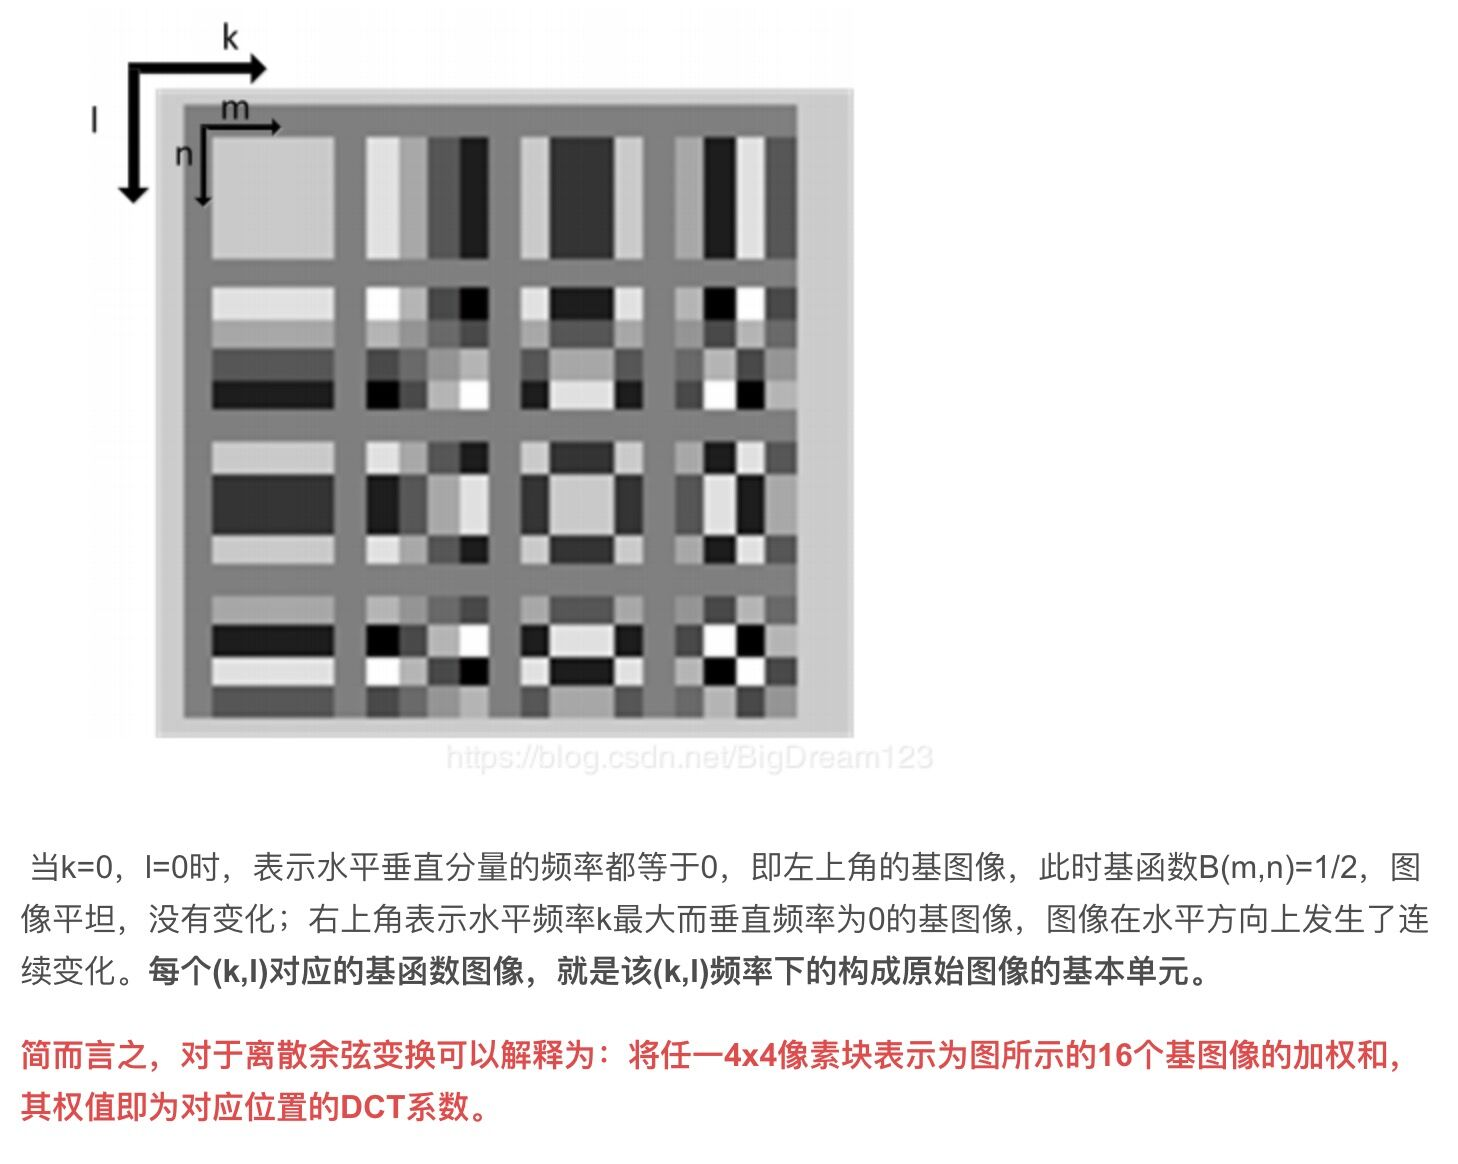 k
l
m
n
https://blog.csdn.net/BigDream123
当k=0，l=0时，表示水平垂直分量的频率都等于0，即左上角的基图像，此时基函数B(m,n)=1/2，图
像平坦，没有变化；右上角表示水平频率k最大而垂直频率为0的基图像，图像在水平方向上发生了连
续变化。每个(k,l)对应的基函数图像，就是该(k,l)频率下的构成原始图像的基本单元。
简而言之，对于离散余弦变换可以解释为：将任一4x4像素块表示为图所示的16个基图像的加权和，
其权值即为对应位置的DCT系数。